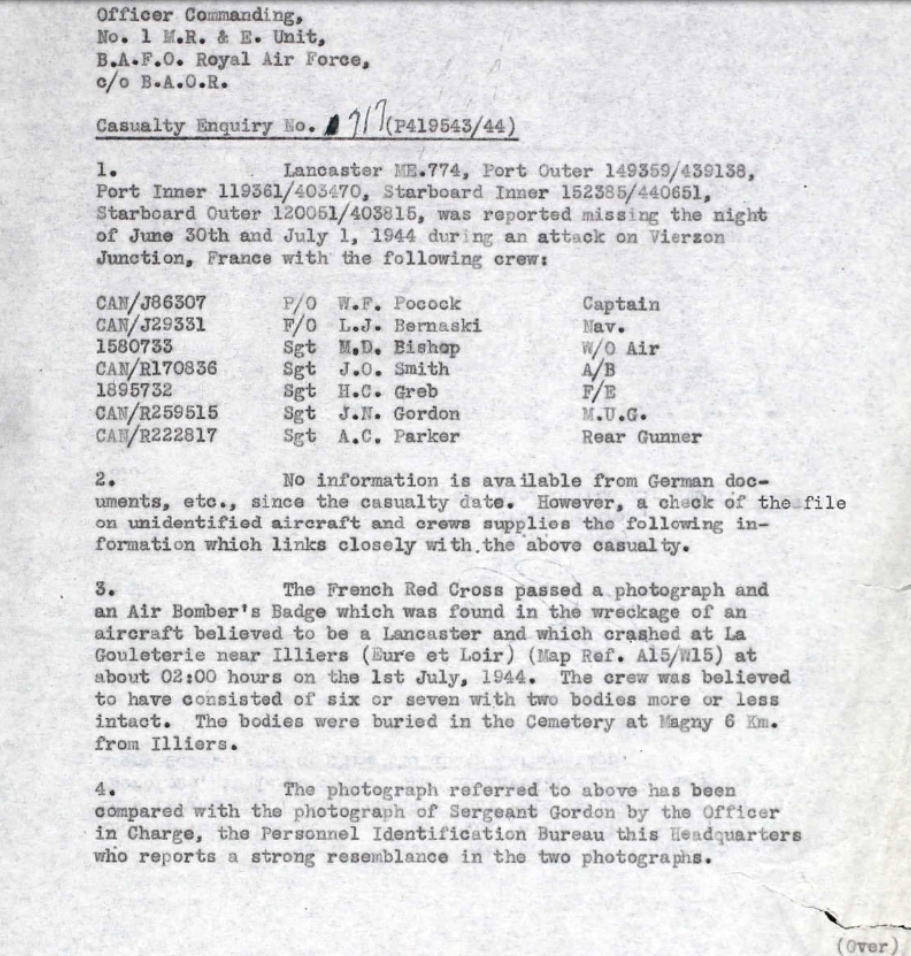 Officer Commanding,
No. 1 M.R. & E. Unit,
B.A.F.O. Royal Air Force,
c/o B.A.O.R.
Casualty Enquiry No. 717 (P419543/44)
1. Lancaster ME.774, Port Outer 149359/439138,
Port Inner 119361/403470, Starboard Inner 152385/440651,
Starboard Outer 120051/403815, was reported missing the night
of June 30th and July 1, 1944 during an attack on Vierzon
Junction, France with the following crew:
CAN/J86307 P/O W.F. Pocock Captain
CAN/J29331 F/O L.J. Bernaski Nav.
1580733 Sgt M.D. Bishop W/O Air
CAN/R170836 Sgt J.O. Smith A/B
1895732 Sgt H.C. Greb F/E
CAN/R259515 Sgt J.N. Gordon M.U.G.
CAN/R222817 Sgt A.C. Parker Rear Gunner
2. No information is available from German doc-
uments, etc., since the casualty date. However, a check of the file
on unidentified aircraft and crews supplies the following in-
formation which links closely with the above casualty.
3. The French Red Cross passed a photograph and
an Air Bomber's Badge which was found in the wreckage of an
aircraft believed to be a Lancaster and which crashed at La
Gouleterie near Illiers (Eure et Loir) (Map Ref. A15/W15) at
about 02:00 hours on the 1st July, 1944. The crew was believed
to have consisted of six or seven with two bodies more or less
intact. The bodies were buried in the Cemetery at Magny 6 Km.
from Illiers.
4. The photograph referred to above has been
compared with the photograph of Sergeant Gordon by the Officer
in Charge, the Personnel Identification Bureau this Headquarters
who reports a strong resemblance in the two photographs.
(Over)